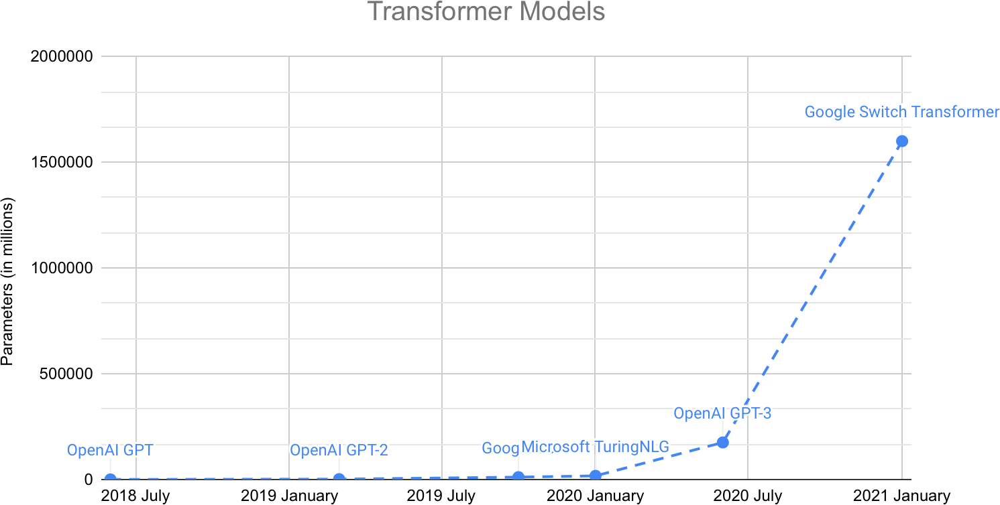 Transformer Models
Parameters (in millions)
2000000
1500000
1000000
500000
0
Google Switch Transformer
OpenAI GPT-3
OpenAI GPT
OpenAI GPT-2
Microsoft TuringNLG
2018 July
2019 January
2019 July
2020 January
2020 July
2021 January